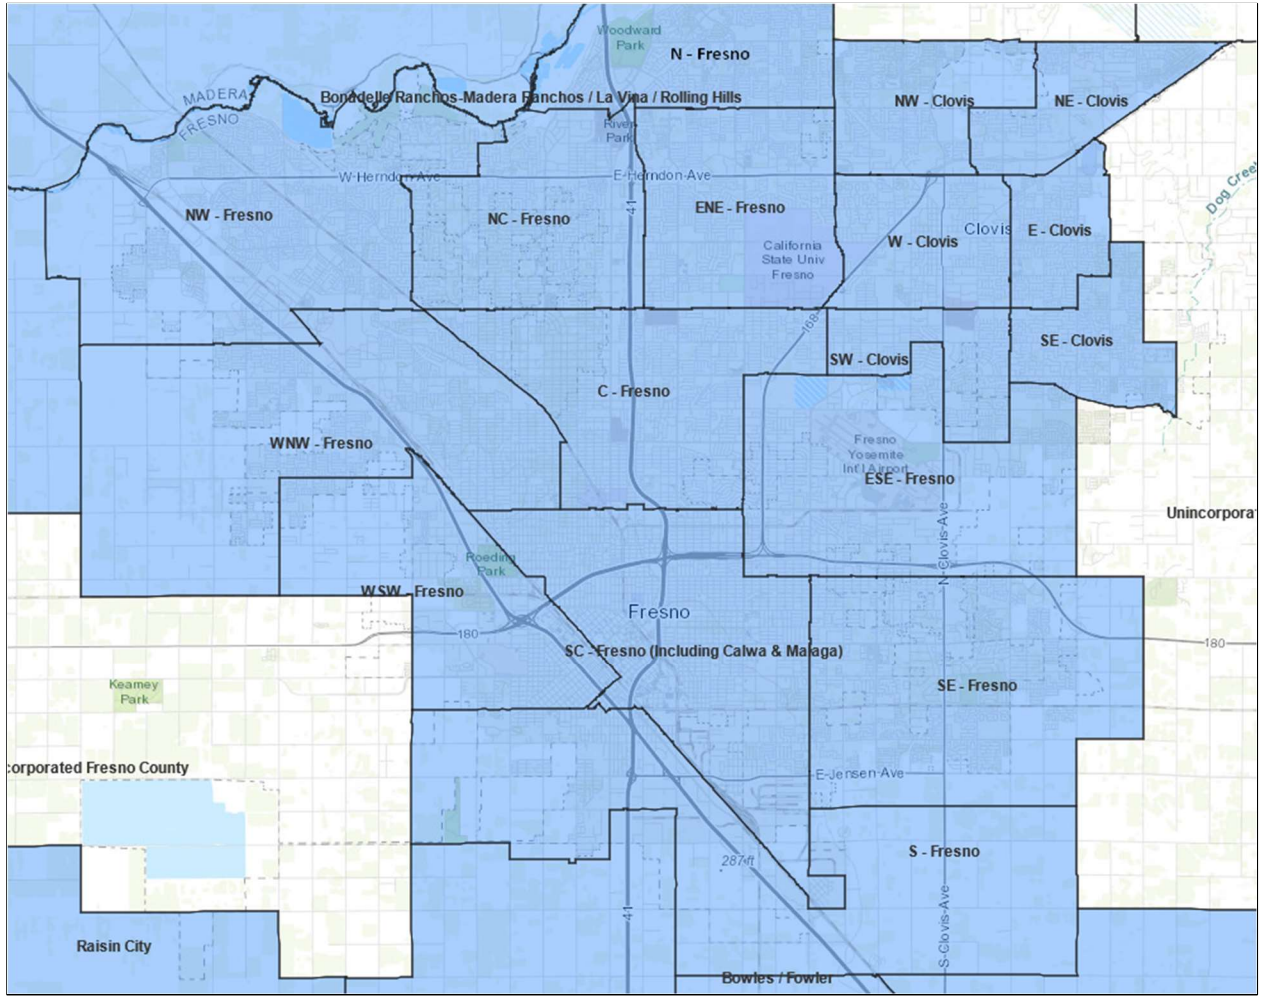 Woodward
Park
N - Fresno
MADERA
FRESNO
Bonadelle Ranchos-Madera Ranchos / La Vina / Rolling Hills
NW - Clovis
NE - Clovis
River
Park
W-Herndon-Ave
E-Herndon-Ave
Dog Creek
41
NW - Fresno
NC - Fresno
ENE - Fresno
W - Clovis
Clovis
E - Clovis
California
State Univ
Fresno
168
SW - Clovis
SE - Clovis
C - Fresno
WNW - Fresno
Fresno
Yosemite
Int'l Airport
ESE - Fresno
N-Clovis-Ave
Unincorpora
Roeding
Park
WSW - Fresno
Fresno
180
180
SC - Fresno (Including Calwa & Malaga)
SE - Fresno
Kearney
Park
corporated Fresno County
E-Jensen-Ave
S - Fresno
287 ft
41
S-Clovis-Ave
Raisin City
Bowles / Fowler